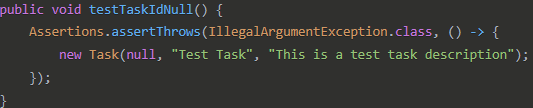 public void testTaskIdNull() {
    Assertions.assertThrows(IllegalArgumentException.class, () -> {
        new Task(null, "Test Task", "This is a test task description");
    });
}